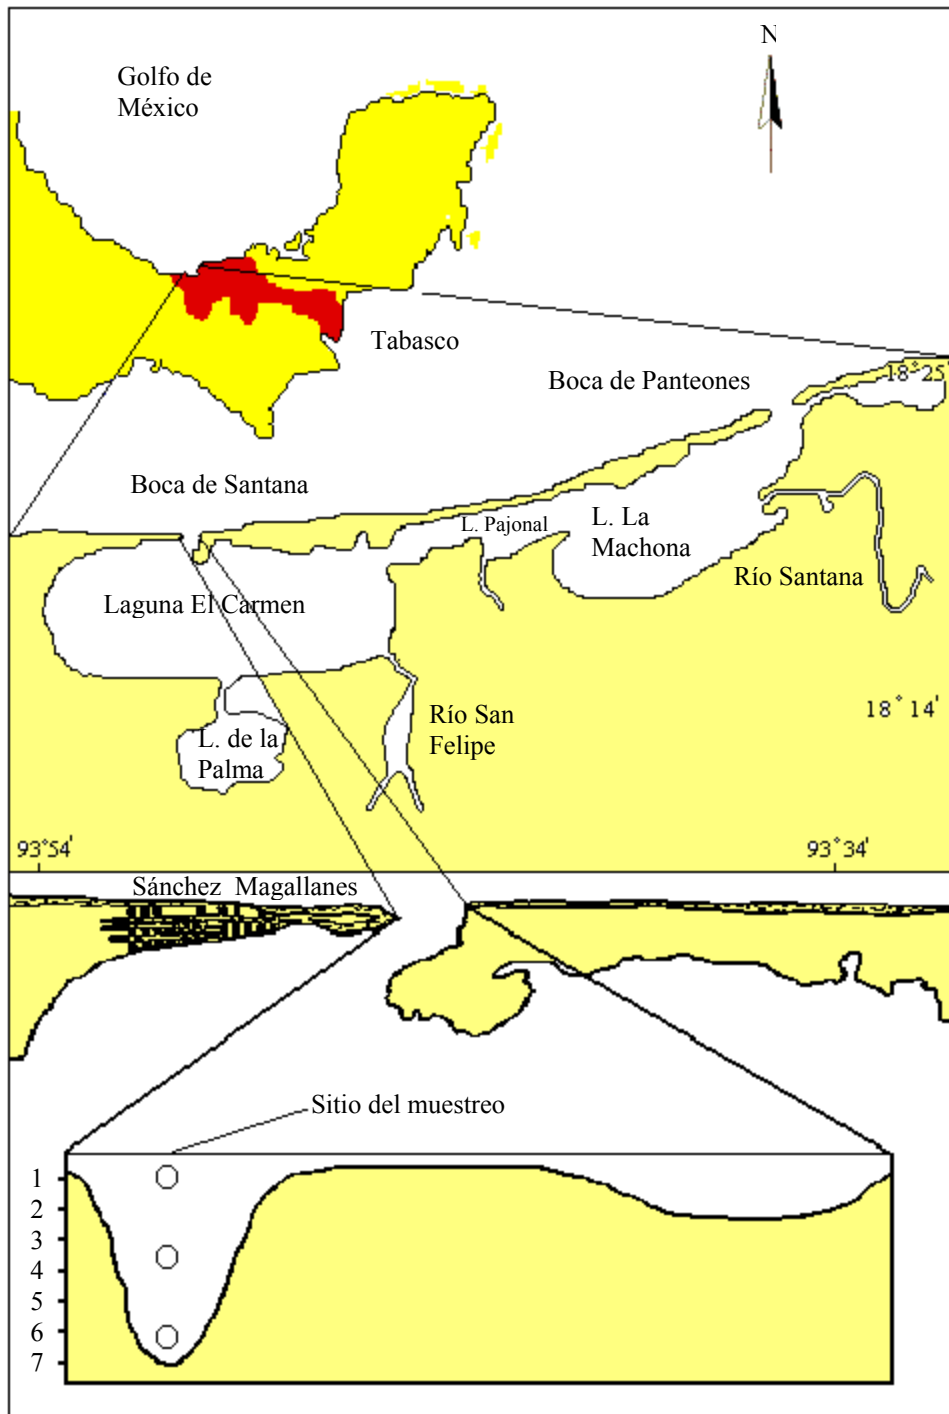 N
Golfo de
México
Tabasco
Boca de Panteones
18°25'
Boca de Santana
L. Pajonal
L. La
Machona
Río Santana
Laguna El Carmen
18°14'
Río San
Felipe
L. de la
Palma
93°54'
93°34'
Sánchez Magallanes
Sitio del muestreo
1
2
3
4
5
6
7